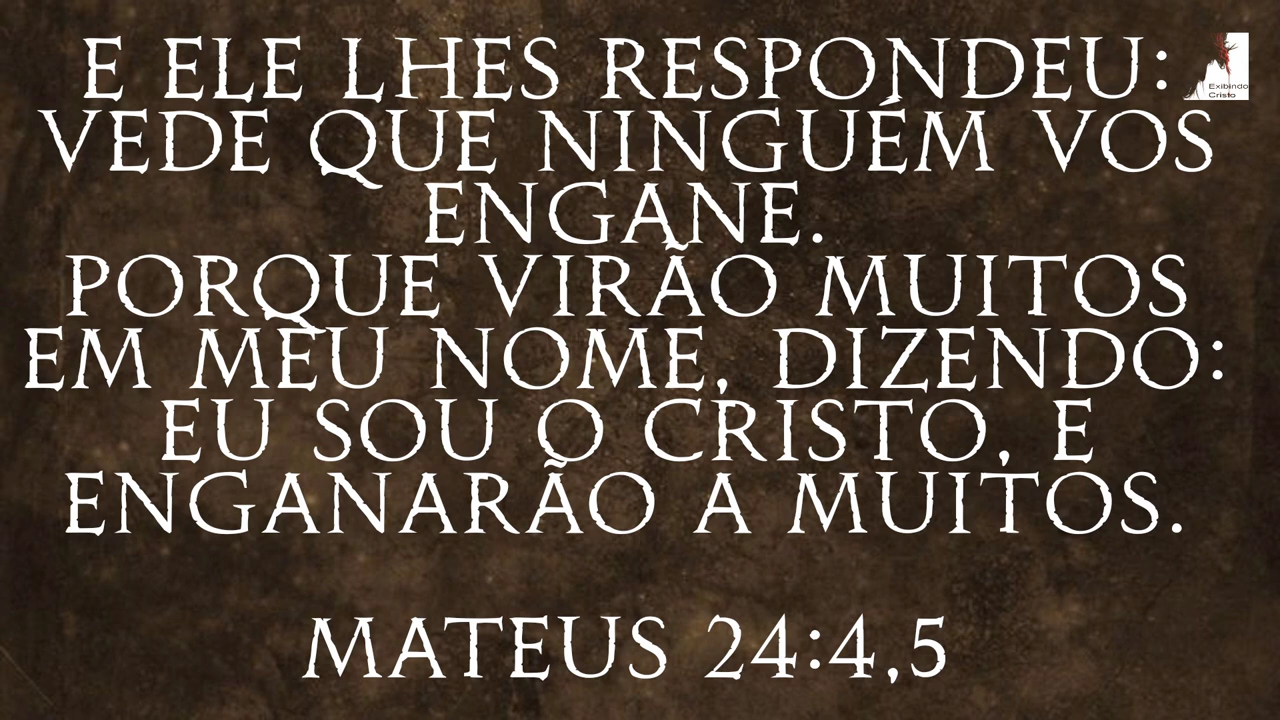 E ELE LHES RESPONDEU:
VEDE QUE NINGUÉM VOS
ENGANE.
PORQUE VIRÃO MUITOS
EM MEU NOME, DIZENDO:
EU SOU O CRISTO, E
ENGANARÃO A MUITOS.
MATEUS 24:4,5
Exibindo
Cristo